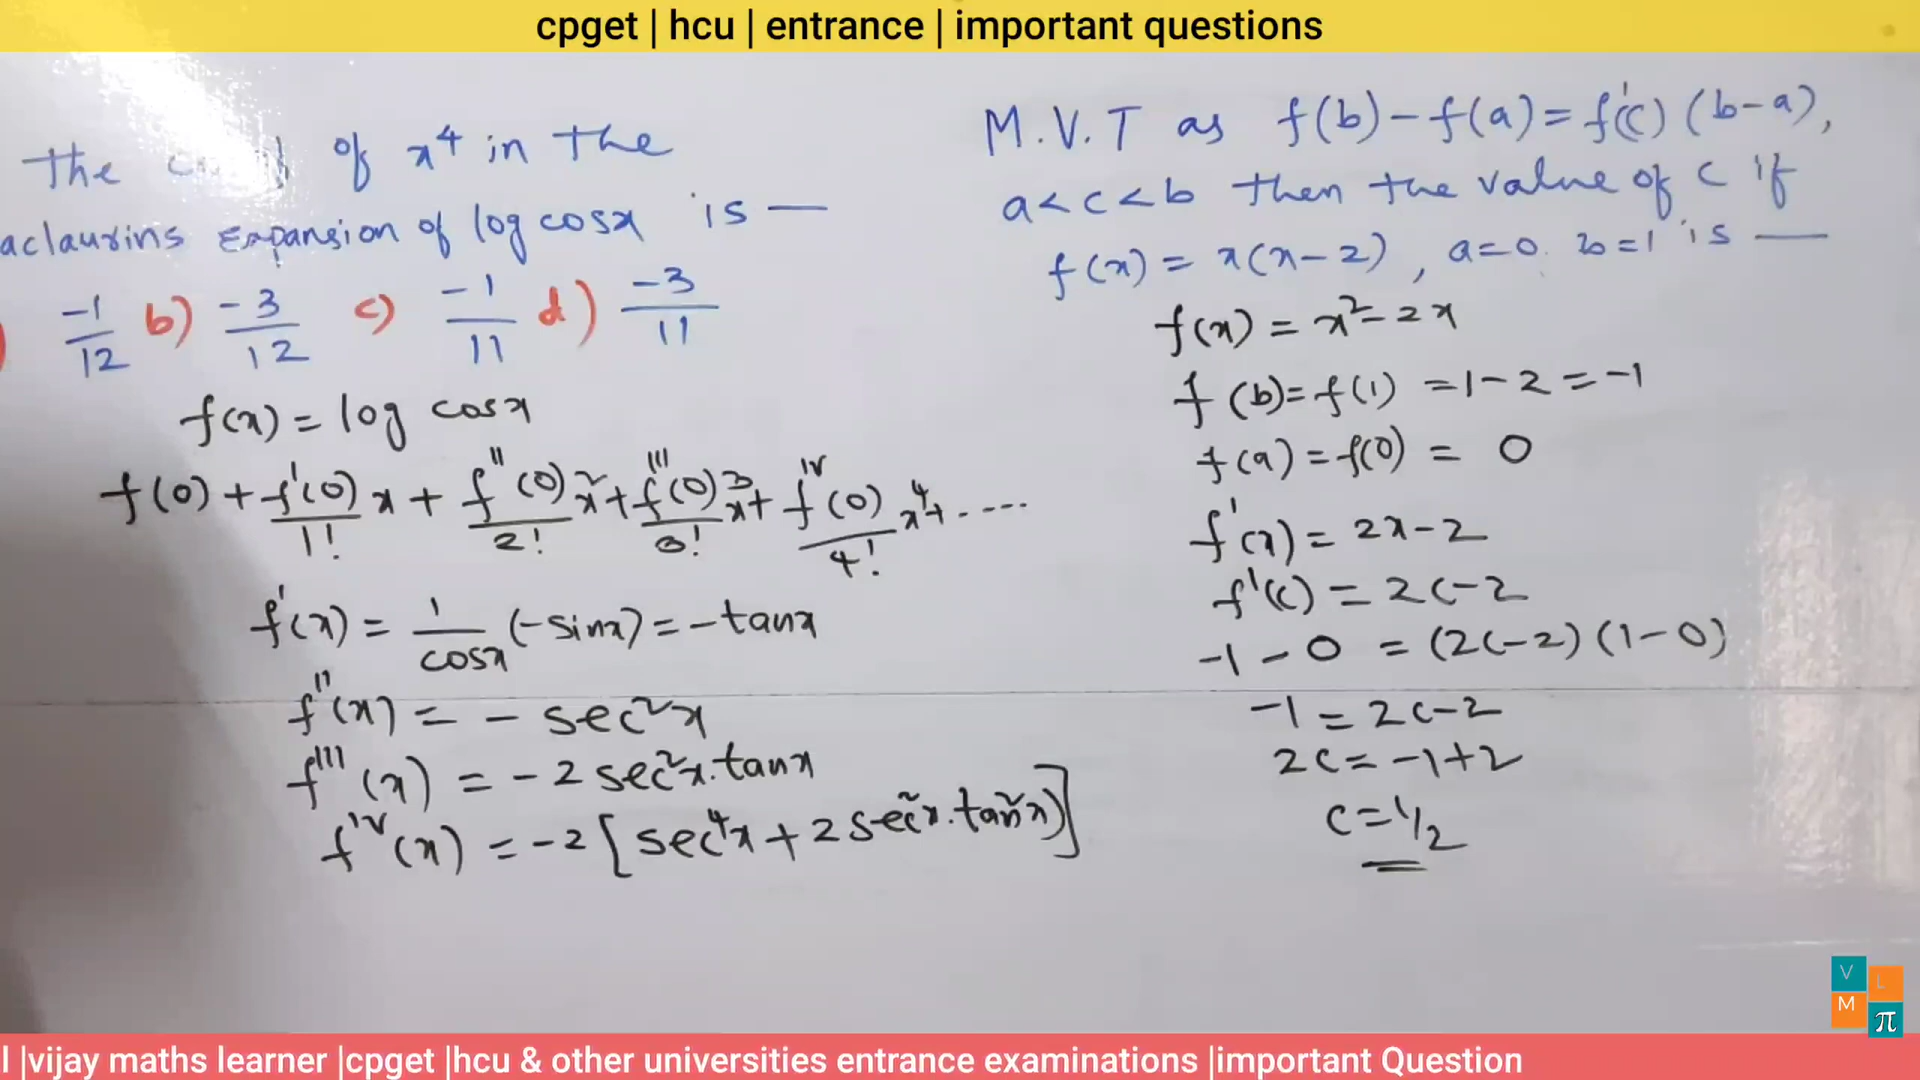 cpget | hcu | entrance | important questions
The of x⁴ in the
aclaurins expansion of log cosx is —
-1/12 b) -3/12 c) -1/11 d) -3/11
f(x) = log cosx
f(0) + f'(0)/1! x + f''(0)/2! x² + f'''(0)/3! x³ + f^IV(0)/4! x⁴ + ....
f'(x) = 1/cosx (-sinx) = -tanx
f''(x) = - sec²x
f'''(x) = -2 sec²x.tanx
f^IV(x) = -2 [sec⁴x + 2 sec²x.tan²x)]
M.V.T as f(b) - f(a) = f'(c) (b-a),
a < c < b then the value of c if
f(x) = x(x-2), a=0. b=1 is —
f(x) = x² - 2x
f(b) = f(1) = 1-2 = -1
f(a) = f(0) = 0
f'(x) = 2x-2
f'(c) = 2c-2
-1 - 0 = (2c-2) (1-0)
-1 = 2c-2
2c = -1+2
c = 1/2
V L
M π
l |vijay maths learner |cpget |hcu & other universities entrance examinations |important Question